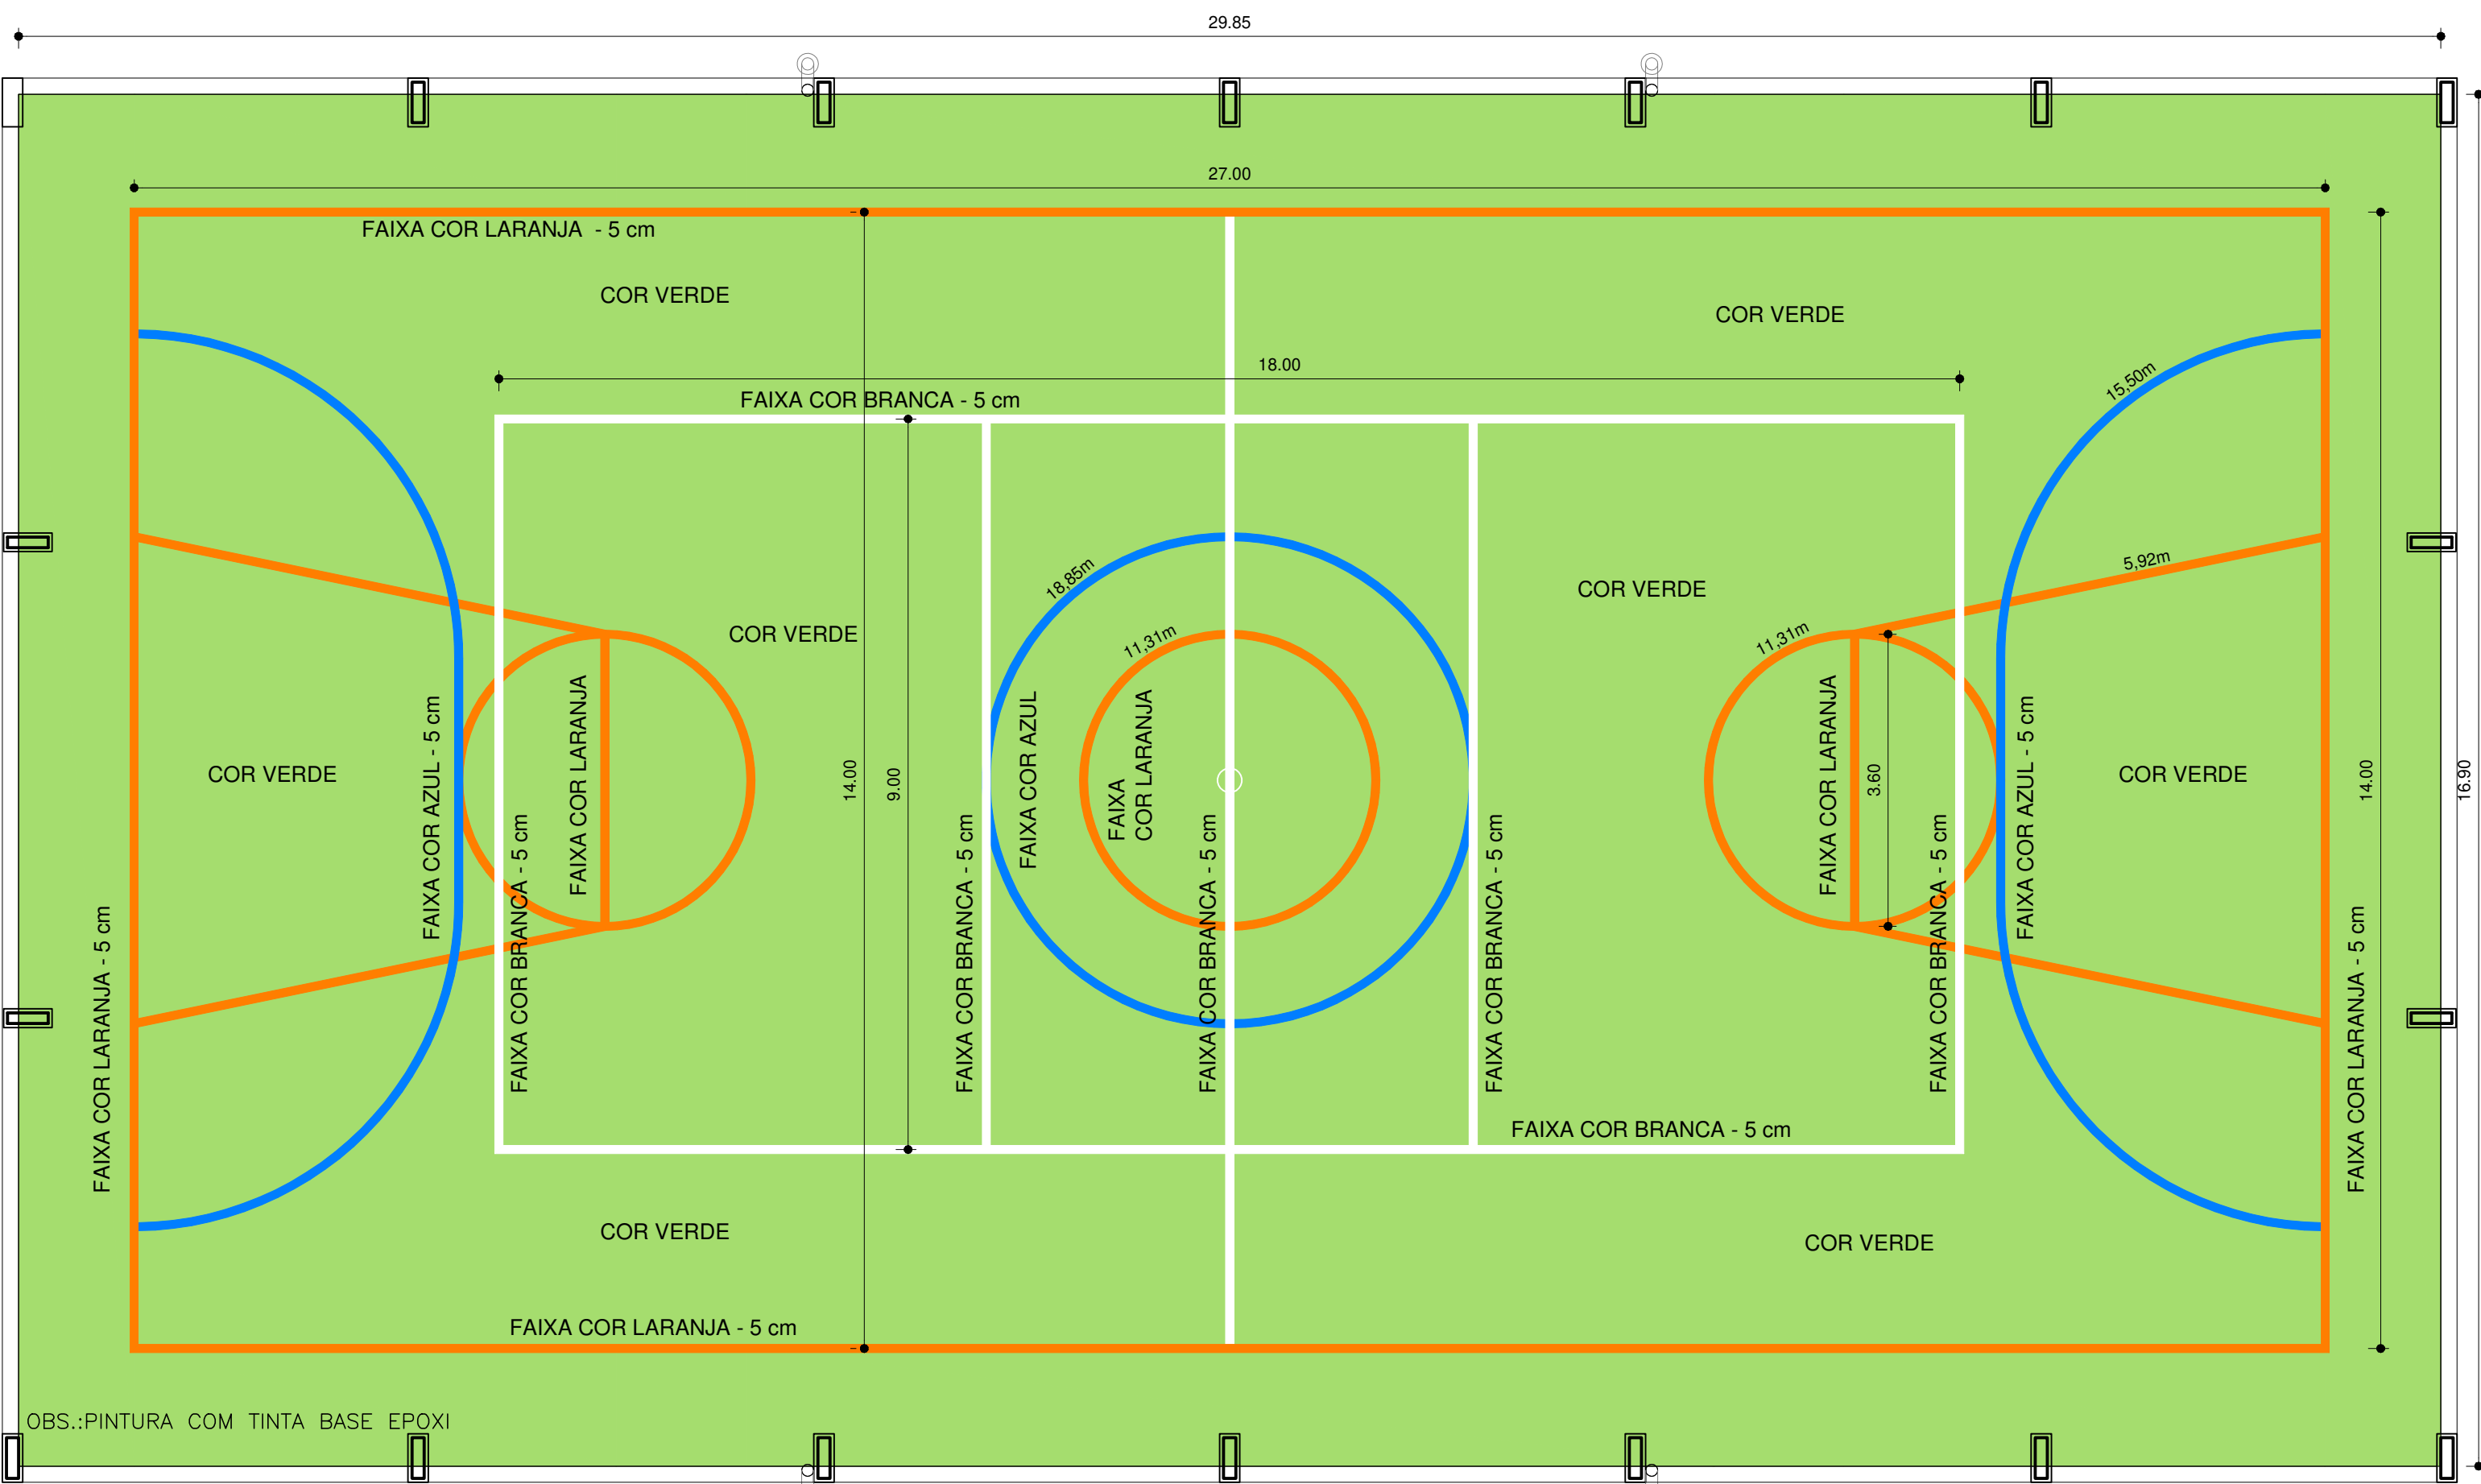 29.85
27.00
FAIXA COR LARANJA - 5 cm
COR VERDE
COR VERDE
18.00
15,50m
FAIXA COR BRANCA - 5 cm
5,92m
18,85m
COR VERDE
COR VERDE
11,31m
11,31m
FAIXA COR LARANJA
FAIXA COR AZUL
FAIXA
COR LARANJA
FAIXA COR LARANJA
COR VERDE
FAIXA COR AZUL - 5 cm
14.00
9.00
3.60
FAIXA COR AZUL - 5 cm
COR VERDE
14.00
16.90
FAIXA COR LARANJA - 5 cm
FAIXA COR BRANCA - 5 cm
FAIXA COR BRANCA - 5 cm
FAIXA COR BRANCA - 5 cm
FAIXA COR BRANCA - 5 cm
FAIXA COR BRANCA - 5 cm
FAIXA COR LARANJA - 5 cm
FAIXA COR BRANCA - 5 cm
COR VERDE
COR VERDE
FAIXA COR LARANJA - 5 cm
OBS.:PINTURA COM TINTA BASE EPOXI